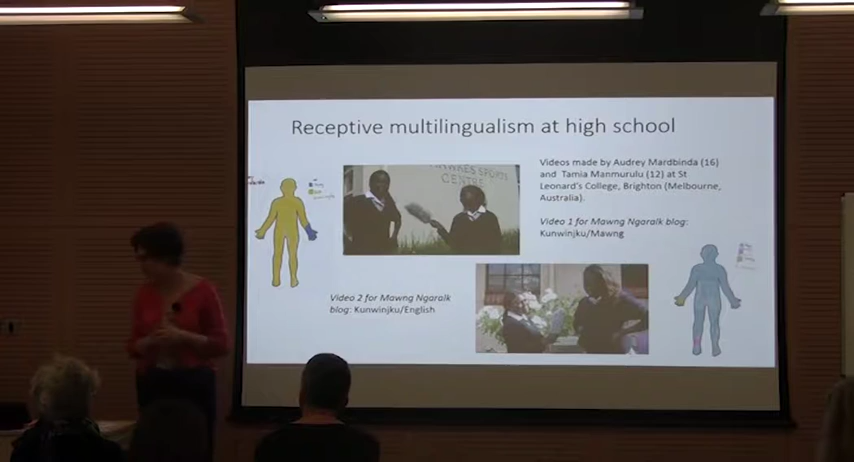 Receptive multilingualism at high school
Videos made by Audrey Mardbinda (16)
and Tamia Manmurulu (12) at St
Leonard's College, Brighton (Melbourne,
Australia).
Video 1 for Mawng Ngaralk blog:
Kunwinjku/Mawng
Video 2 for Mawng Ngaralk
blog: Kunwinjku/English
SPORTS
CENTRE